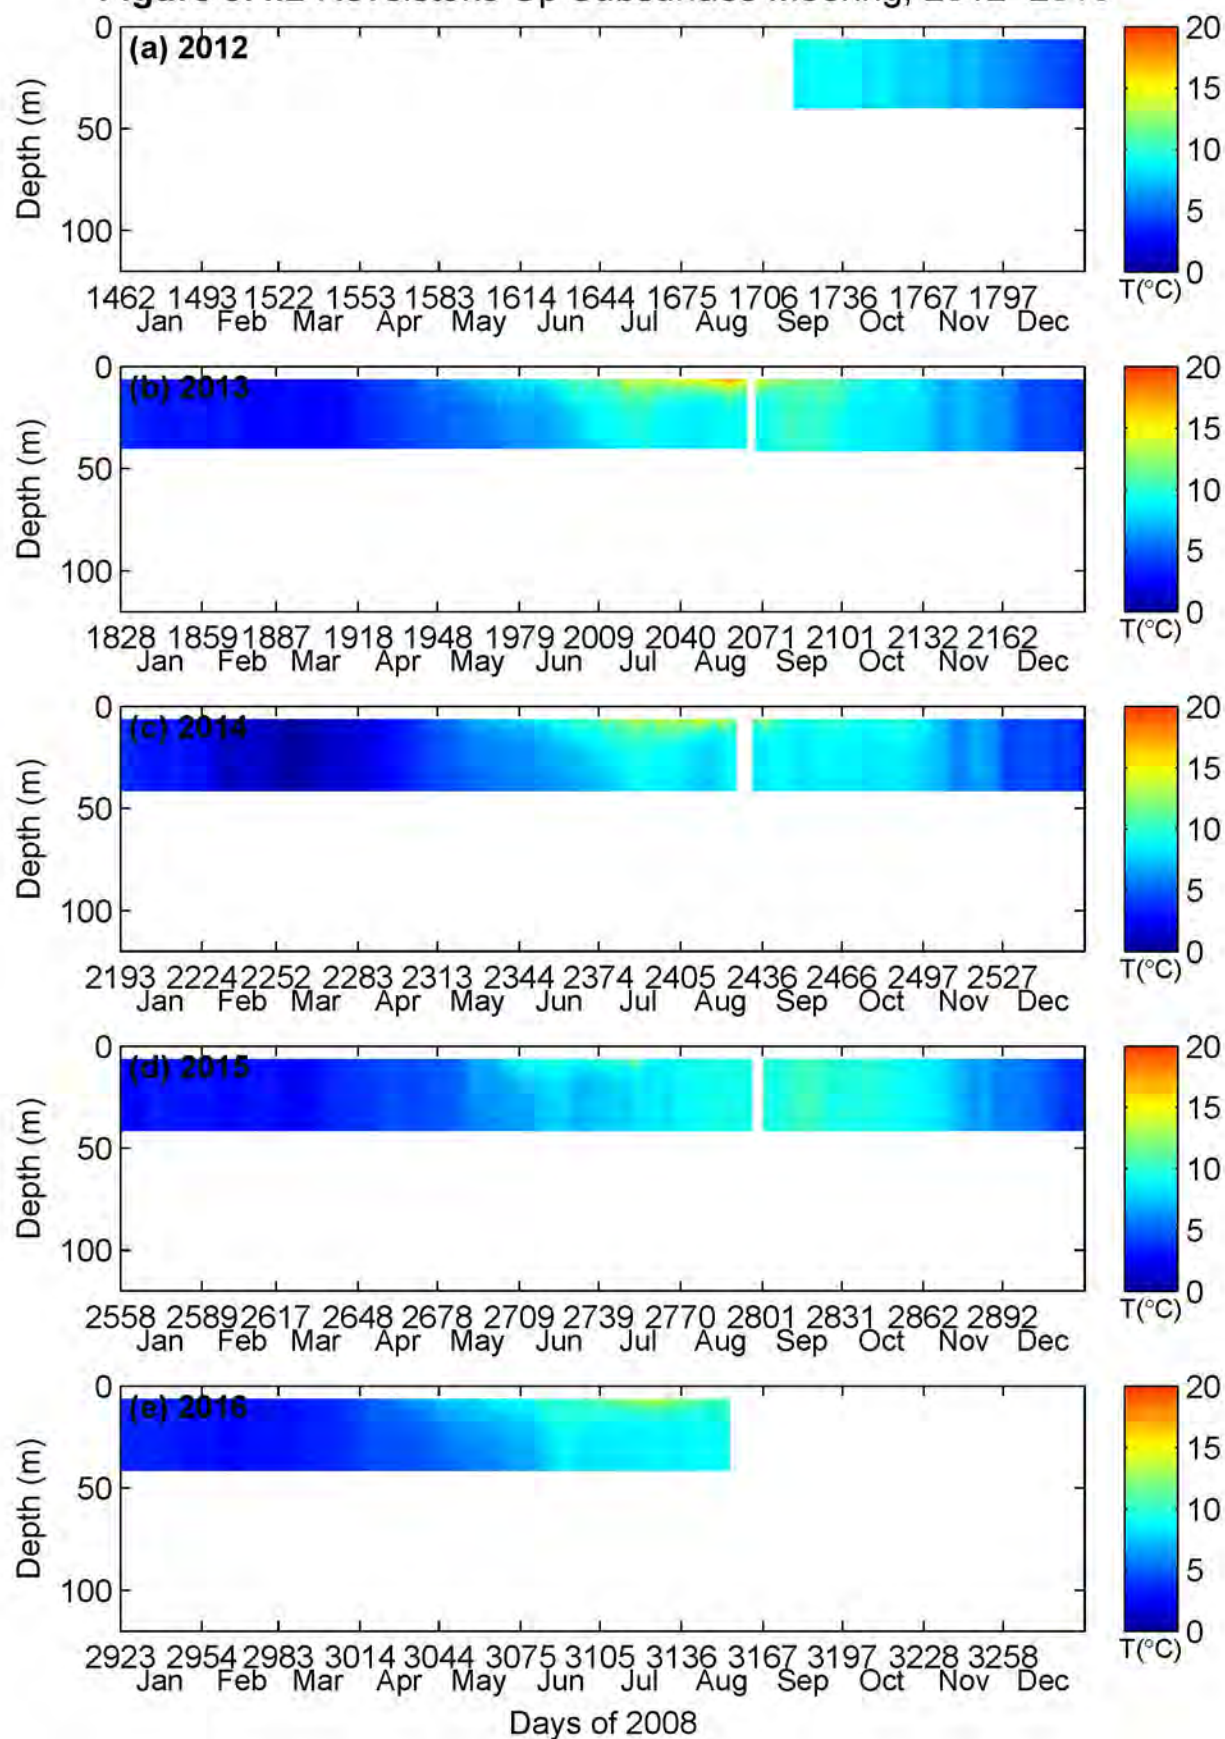 0 (a) 2012 20
50 15
Depth (m) 10
100 5
0
T(°C)
1462 1493 1522 1553 1583 1614 1644 1675 1706 1736 1767 1797
Jan Feb Mar Apr May Jun Jul Aug Sep Oct Nov Dec
0 (b) 2013 20
50 15
Depth (m) 10
100 5
0
T(°C)
1828 1859 1887 1918 1948 1979 2009 2040 2071 2101 2132 2162
Jan Feb Mar Apr May Jun Jul Aug Sep Oct Nov Dec
0 (c) 2014 20
50 15
Depth (m) 10
100 5
0
T(°C)
2193 2224 2252 2283 2313 2344 2374 2405 2436 2466 2497 2527
Jan Feb Mar Apr May Jun Jul Aug Sep Oct Nov Dec
0 (d) 2015 20
50 15
Depth (m) 10
100 5
0
T(°C)
2558 2589 2617 2648 2678 2709 2739 2770 2801 2831 2862 2892
Jan Feb Mar Apr May Jun Jul Aug Sep Oct Nov Dec
0 (e) 2016 20
50 15
Depth (m) 10
100 5
0
T(°C)
2923 2954 2983 3014 3044 3075 3105 3136 3167 3197 3228 3258
Jan Feb Mar Apr May Jun Jul Aug Sep Oct Nov Dec
Days of 2008